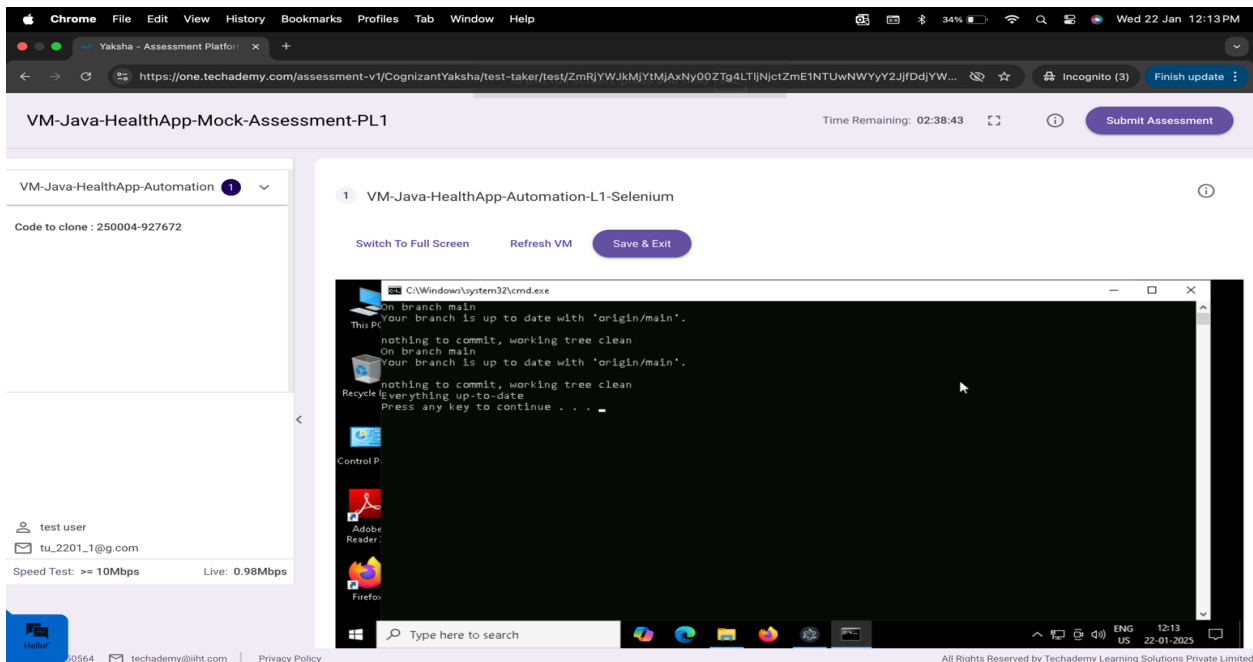 Chrome File Edit View History Bookmarks Profiles Tab Window Help
34%
Wed 22 Jan 12:13 PM
Yaksha - Assessment Platform
https://one.techademy.com/assessment-v1/CognizantYaksha/test-taker/test/
Incognito (3)
Finish update
VM-Java-HealthApp-Mock-Assessment-PL1
Time Remaining: 02:38:43
Submit Assessment
VM-Java-HealthApp-Automation 1
Code to clone : 250004-927672
1 VM-Java-HealthApp-Automation-L1-Selenium
Switch To Full Screen
Refresh VM
Save & Exit
C:\Windows\system32\cmd.exe
On branch main
Your branch is up to date with 'origin/main'.
nothing to commit, working tree clean
On branch main
Your branch is up to date with 'origin/main'.
nothing to commit, working tree clean
Everything up-to-date
Press any key to continue . . .
This PC
Recycle
Control P
Adobe
Reader
Firefox
test user
tu_2201_1@g.com
Speed Test: >= 10Mbps
Live: 0.98Mbps
Type here to search
ENG
US
12:13
22-01-2025
Hello!
50564
techademy@iiht.com
Privacy Policy
All Rights Reserved by Techademy Learning Solutions Private Limited